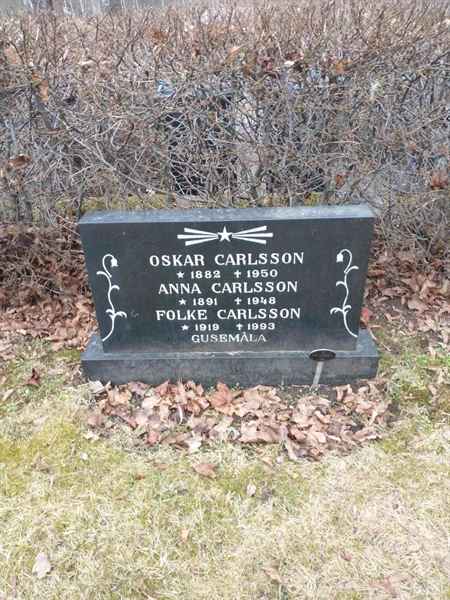 OSKAR CARLSSON
* 1882 † 1950
ANNA CARLSSON
* 1891 † 1948
FOLKE CARLSSON
* 1919 † 1993
GUSEMÅLA